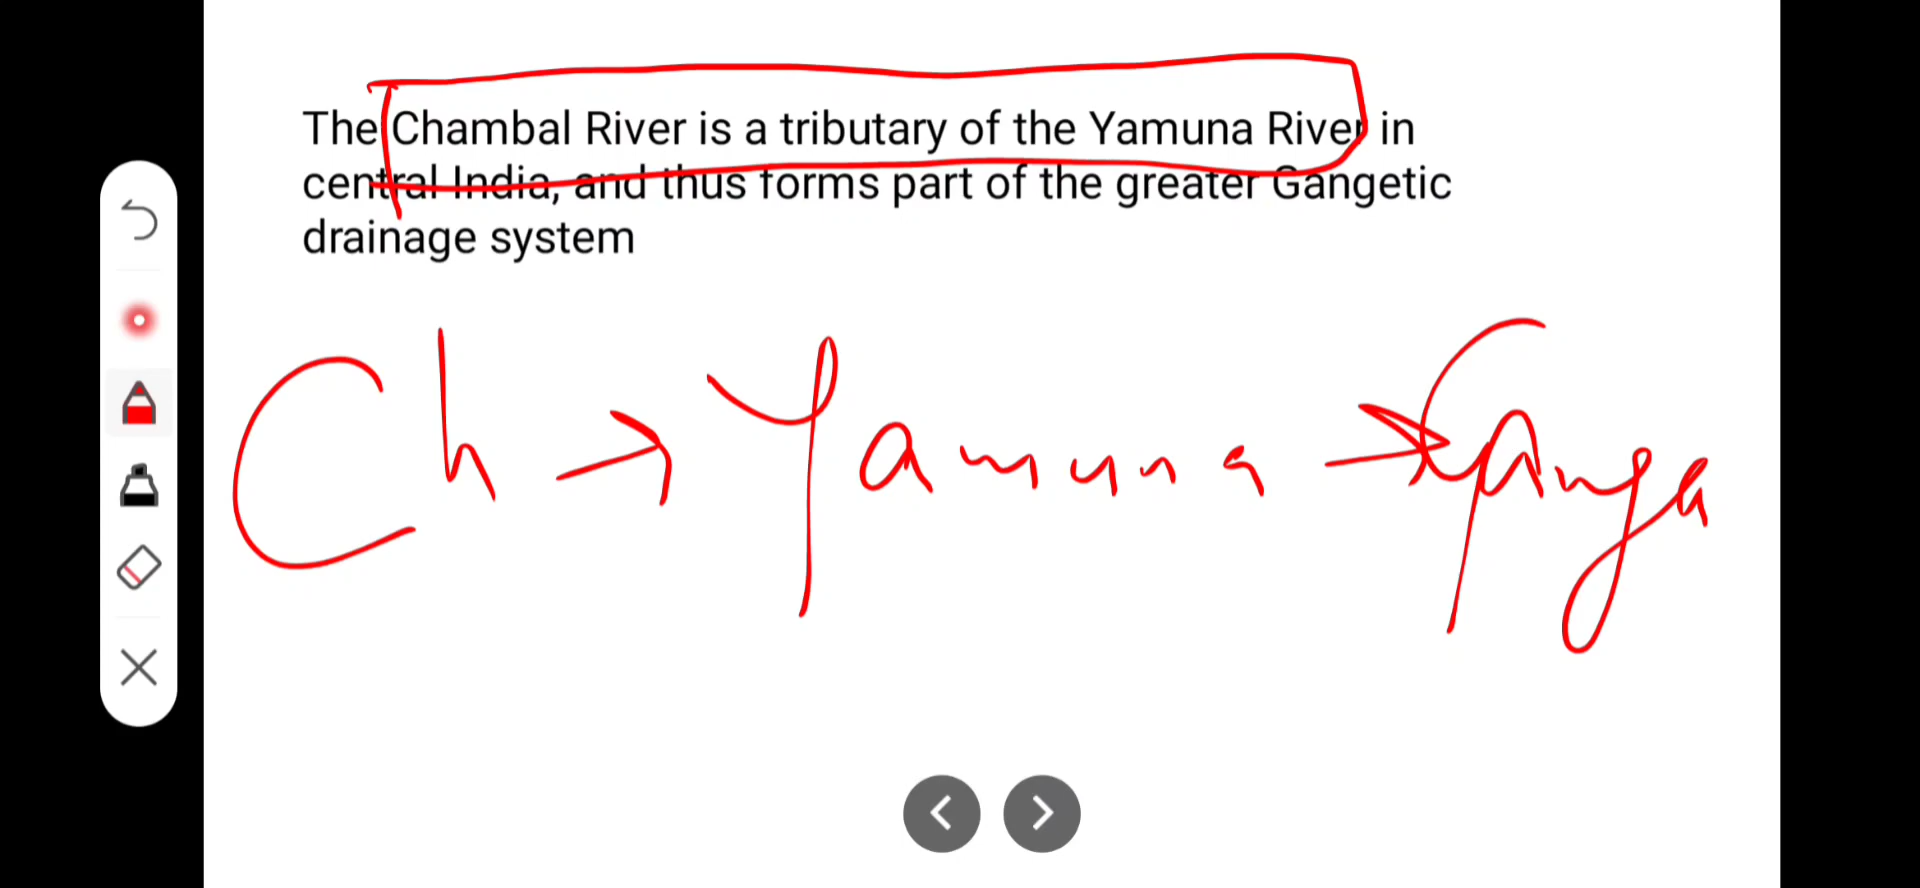 The Chambal River is a tributary of the Yamuna River in
central India, and thus forms part of the greater Gangetic
drainage system
Ch → Yamuna → Ganga